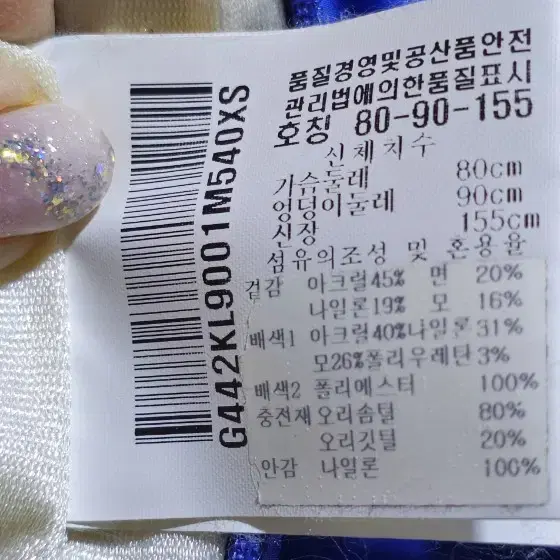 품질경영및공산품안전
관리법애의한품질표시
호칭 80-90-155
신체치수
가슴둘레 80cm
엉덩이둘레 90cm
신장 155cm
섬유의조성 및 혼용율
겉감 아크릴45% 면 20%
나일론19% 모 16%
배색1 아크릴40%나일론31%
모26%폴리우레탄3%
배색2 폴리에스터 100%
충전재 오리솜털 80%
오리깃털 20%
안감 나일론 100%
G442KL9001M540XS